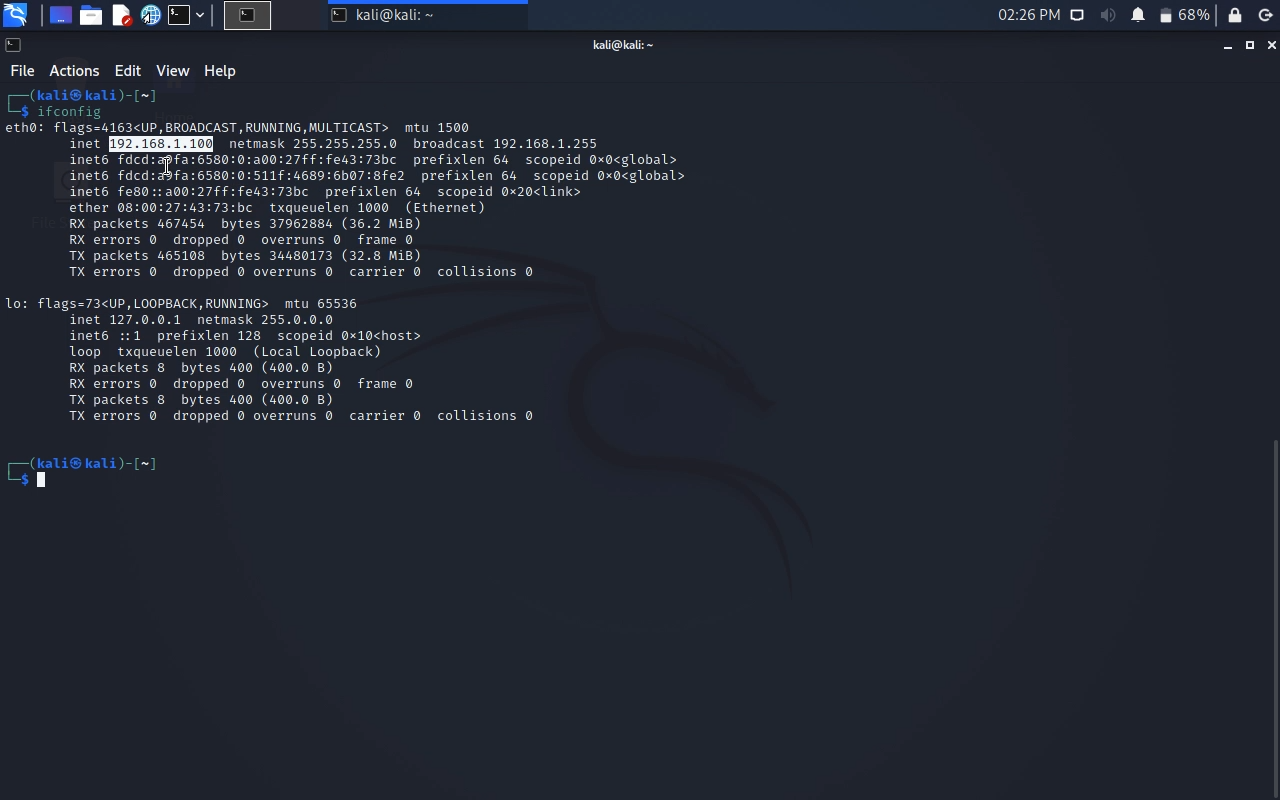 kali@kali: ~
02:26 PM
68%
kali@kali: ~
File Actions Edit View Help
┌──(kali㉿kali)-[~]
└─$ ifconfig
eth0: flags=4163<UP,BROADCAST,RUNNING,MULTICAST>  mtu 1500
        inet 192.168.1.100  netmask 255.255.255.0  broadcast 192.168.1.255
        inet6 fdcd:a9fa:6580:0:a00:27ff:fe43:73bc  prefixlen 64  scopeid 0×0<global>
        inet6 fdcd:a9fa:6580:0:511f:4689:6b07:8fe2  prefixlen 64  scopeid 0×0<global>
        inet6 fe80::a00:27ff:fe43:73bc  prefixlen 64  scopeid 0×20<link>
        ether 08:00:27:43:73:bc  txqueuelen 1000  (Ethernet)
        RX packets 467454  bytes 37962884 (36.2 MiB)
        RX errors 0  dropped 0  overruns 0  frame 0
        TX packets 465108  bytes 34480173 (32.8 MiB)
        TX errors 0  dropped 0 overruns 0  carrier 0  collisions 0
lo: flags=73<UP,LOOPBACK,RUNNING>  mtu 65536
        inet 127.0.0.1  netmask 255.0.0.0
        inet6 ::1  prefixlen 128  scopeid 0×10<host>
        loop  txqueuelen 1000  (Local Loopback)
        RX packets 8  bytes 400 (400.0 B)
        RX errors 0  dropped 0  overruns 0  frame 0
        TX packets 8  bytes 400 (400.0 B)
        TX errors 0  dropped 0 overruns 0  carrier 0  collisions 0
┌──(kali㉿kali)-[~]
└─$